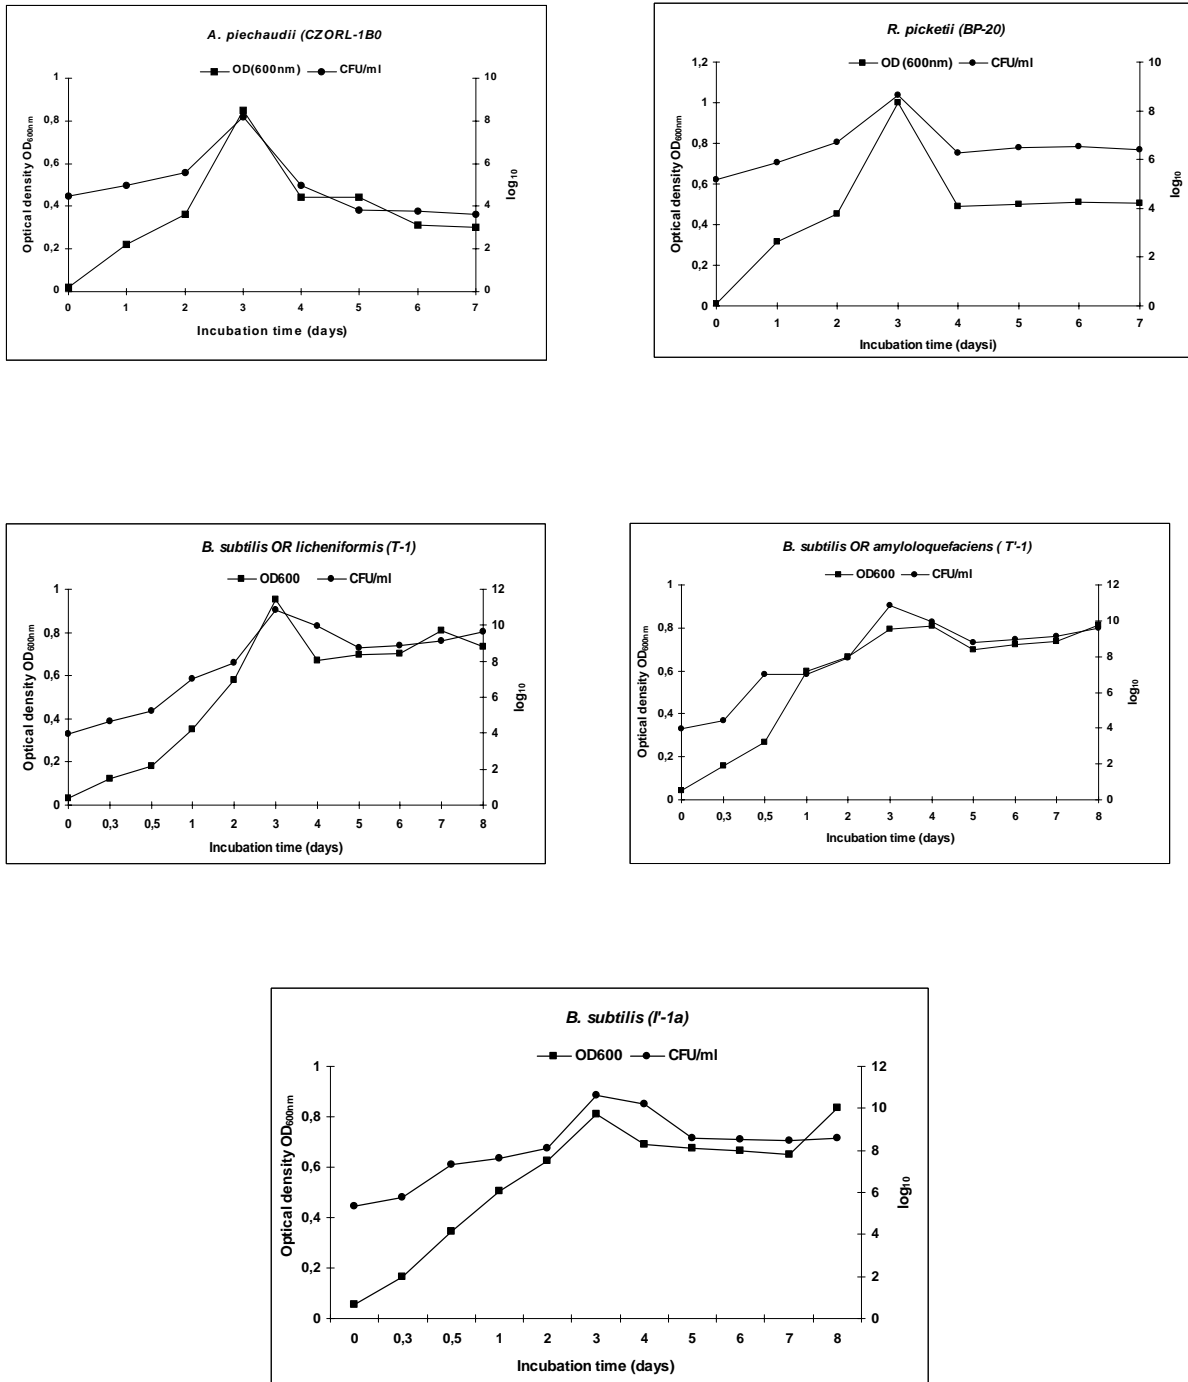 A. piechaudii (CZORL-1B0
OD(600nm) CFU/ml
1
0,8
0,6
0,4
0,2
0
10
8
6
4
2
0
Optical density OD600nm
log10
0 1 2 3 4 5 6 7
Incubation time (days)
R. picketii (BP-20)
OD (600nm) CFU/ml
1,2
1
0,8
0,6
0,4
0,2
0
10
8
6
4
2
0
Optical density OD600nm
log10
0 1 2 3 4 5 6 7
Incubation time (daysi)
B. subtilis OR licheniformis (T-1)
OD600 CFU/ml
1
0,8
0,6
0,4
0,2
0
12
10
8
6
4
2
0
Optical density OD600nm
log10
0 0,3 0,5 1 2 3 4 5 6 7 8
Incubation time (days)
B. subtilis OR amyloloquefaciens ( T'-1)
OD600 CFU/ml
1
0,8
0,6
0,4
0,2
0
12
10
8
6
4
2
0
Optical density OD600nm
log10
0 0,3 0,5 1 2 3 4 5 6 7 8
Incubation time (days)
B. subtilis (I'-1a)
OD600 CFU/ml
1
0,8
0,6
0,4
0,2
0
12
10
8
6
4
2
0
Optical density OD600nm
log10
0 0,3 0,5 1 2 3 4 5 6 7 8
Incubation time (days)